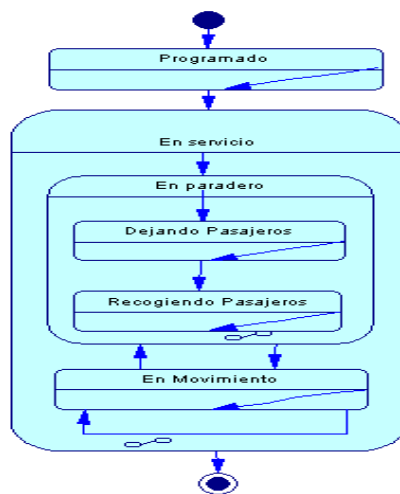 Programado
En servicio
En paradero
Dejando Pasajeros
Recogiendo Pasajeros
En Movimiento